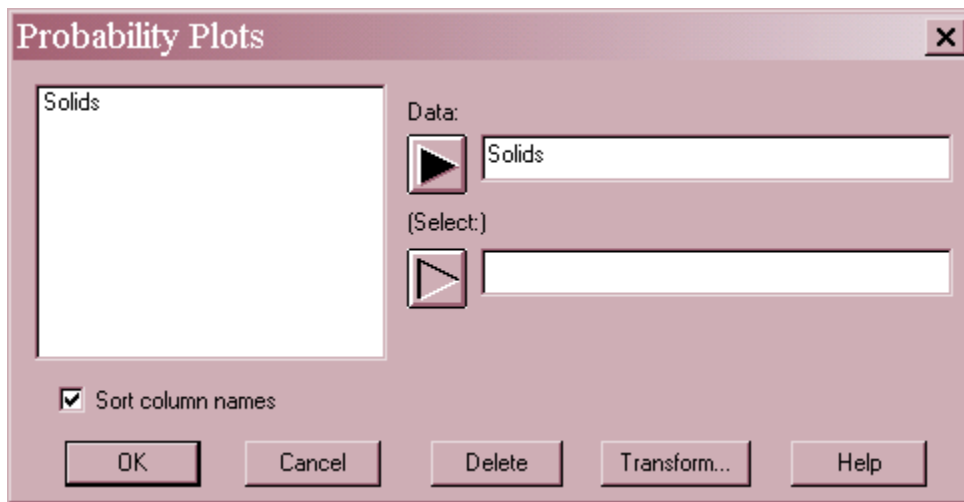 Probability Plots
Solids
Data:
Solids
(Select:)
Sort column names
OK Cancel Delete Transform... Help